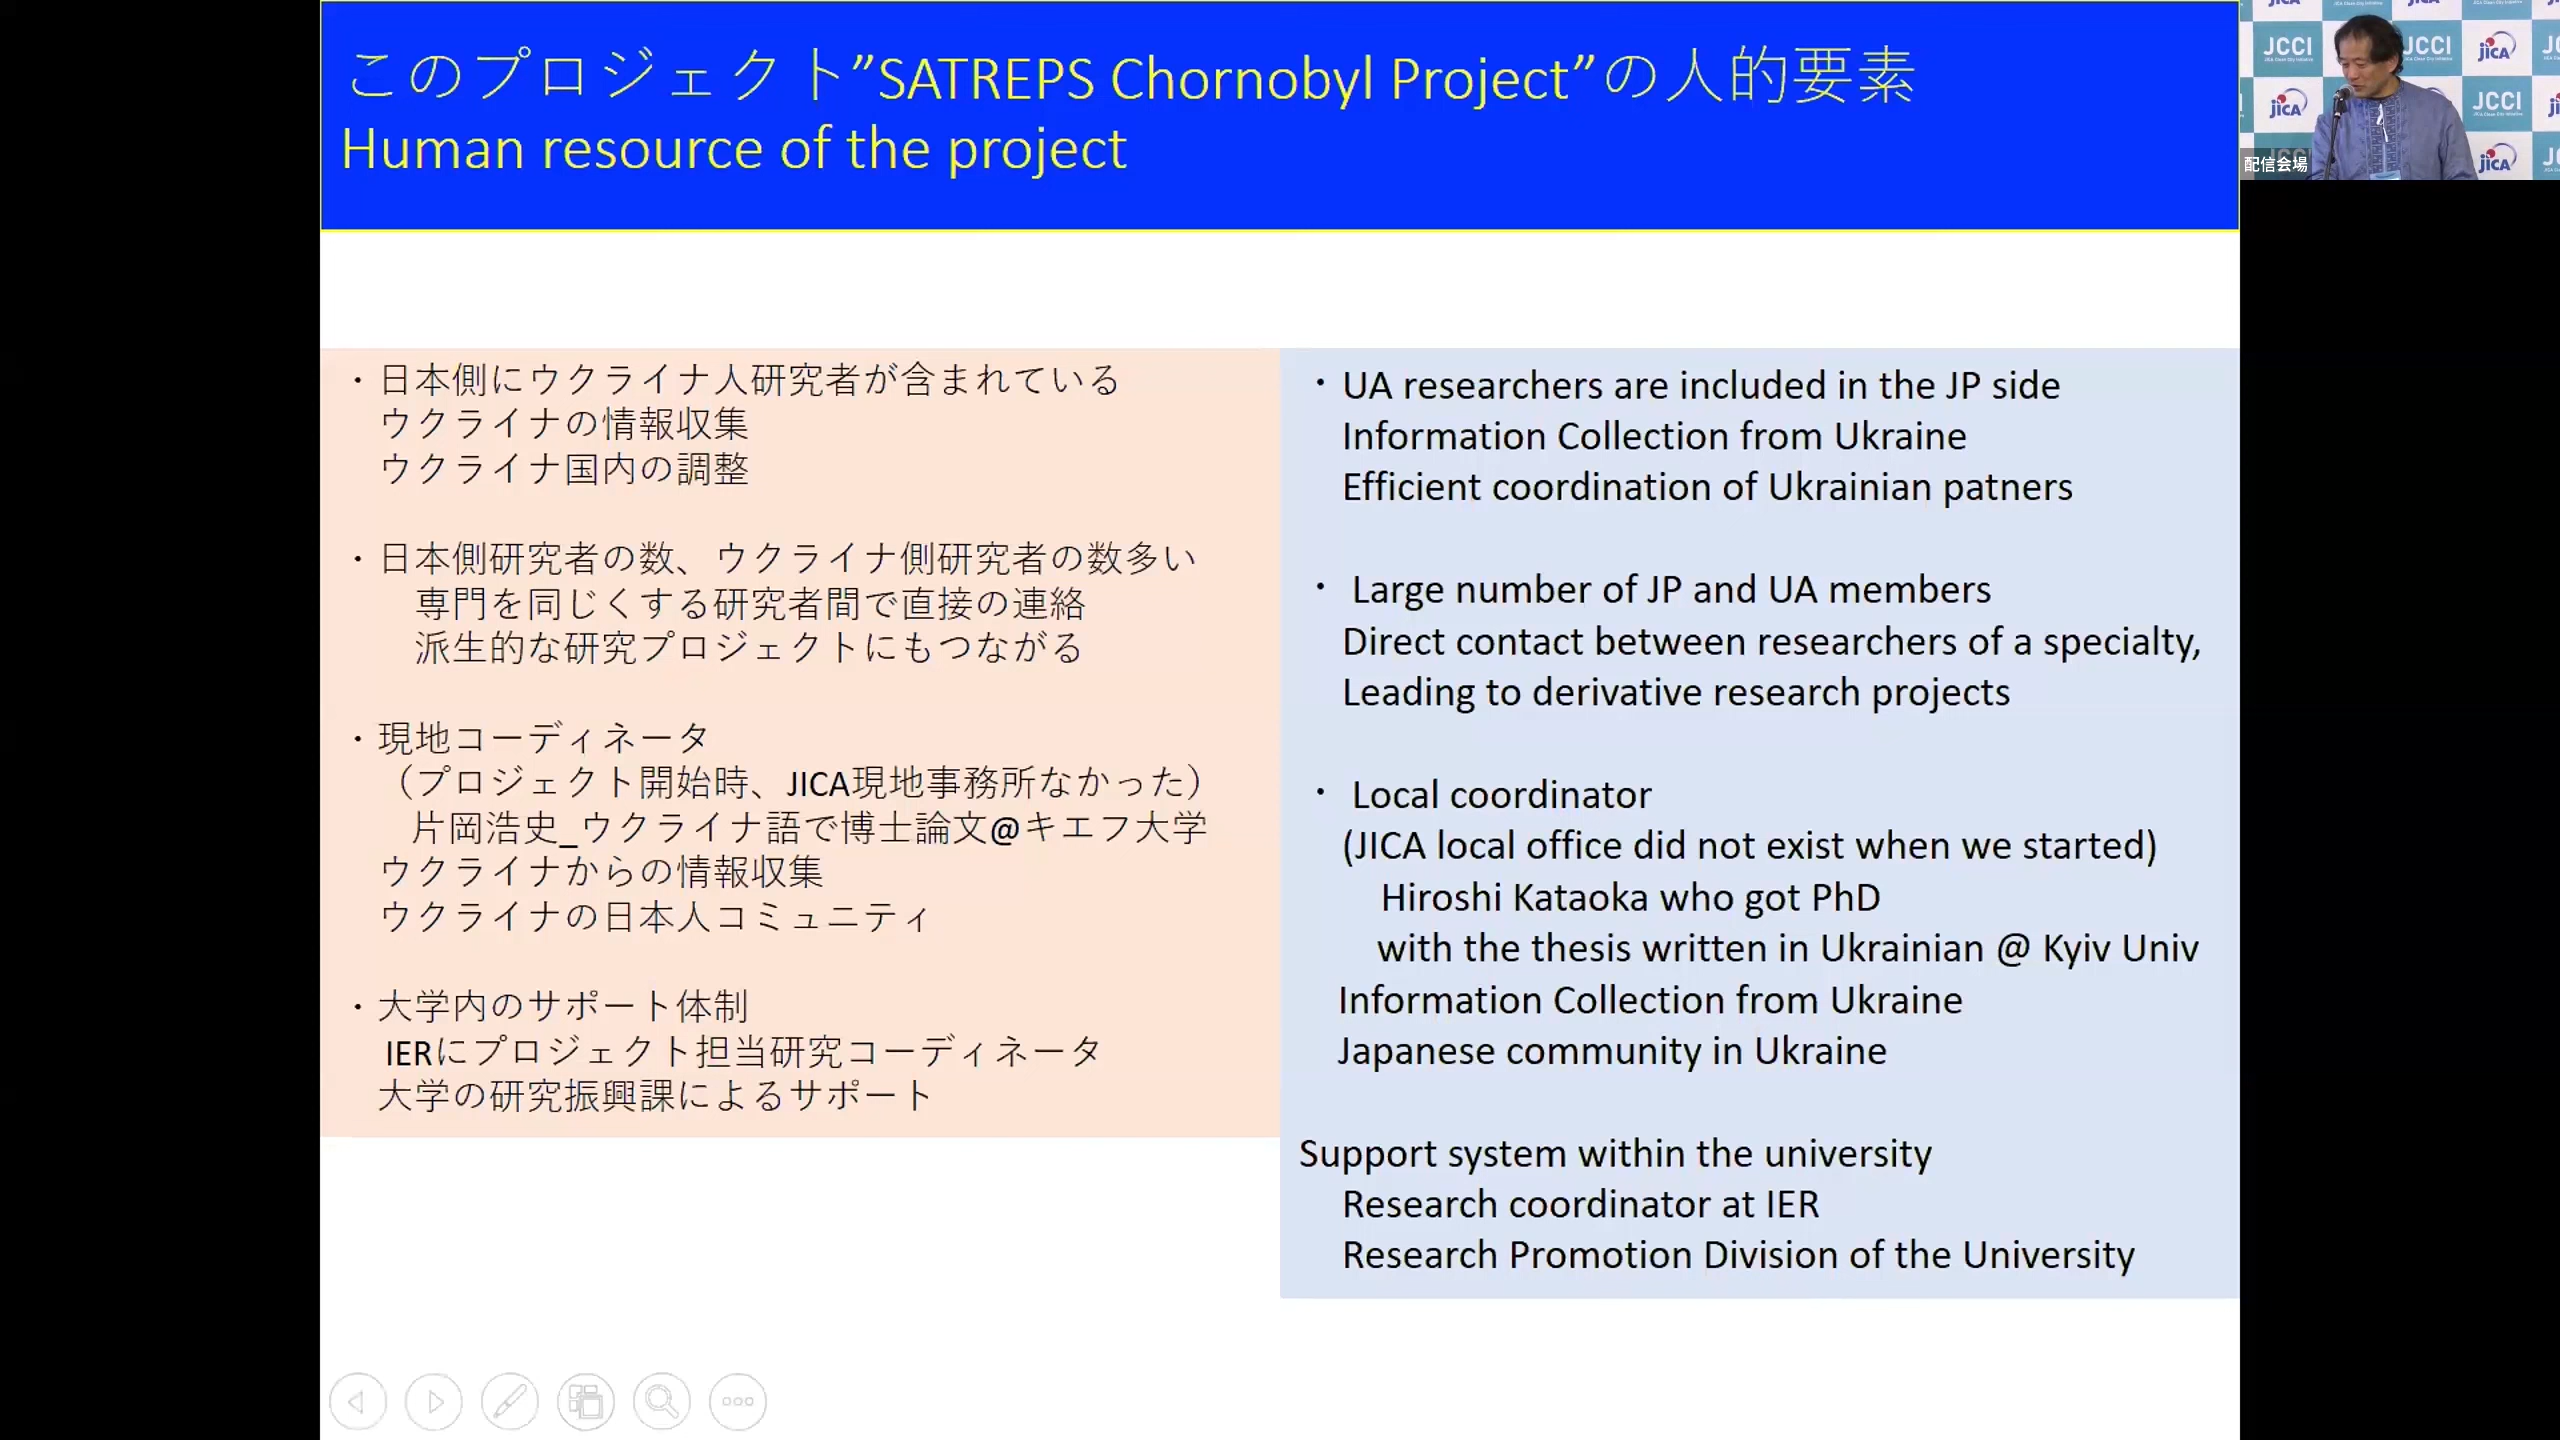 このプロジェクト”SATREPS Chornobyl Project”の人的要素
Human resource of the project
・日本側にウクライナ人研究者が含まれている
ウクライナの情報収集
ウクライナ国内の調整
・日本側研究者の数、ウクライナ側研究者の数多い
専門を同じくする研究者間で直接の連絡
派生的な研究プロジェクトにもつながる
・現地コーディネータ
（プロジェクト開始時、JICA現地事務所なかった）
片岡浩史_ウクライナ語で博士論文@キエフ大学
ウクライナからの情報収集
ウクライナの日本人コミュニティ
・大学内のサポート体制
IERにプロジェクト担当研究コーディネータ
大学の研究振興課によるサポート
・UA researchers are included in the JP side
Information Collection from Ukraine
Efficient coordination of Ukrainian patners
・ Large number of JP and UA members
Direct contact between researchers of a specialty,
Leading to derivative research projects
・ Local coordinator
(JICA local office did not exist when we started)
Hiroshi Kataoka who got PhD
with the thesis written in Ukrainian @ Kyiv Univ
Information Collection from Ukraine
Japanese community in Ukraine
Support system within the university
Research coordinator at IER
Research Promotion Division of the University
JCCI
JICA Clean City Initiative
JCCI
JICA
JICA
JCCI
JICA
配信会場